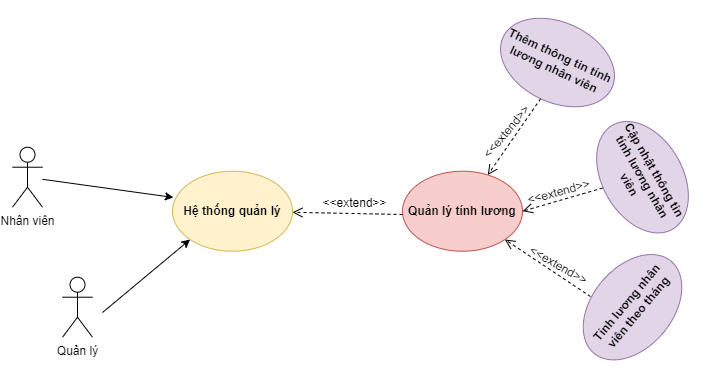 Thêm thông tin tính
lương nhân viên
<<extend>>
Cập nhật thông tin
tính lương nhân
viên
<<extend>>
Nhân viên
Hệ thống quản lý
<<extend>>
Quản lý tính lương
<<extend>>
Tính lương nhân
viên theo tháng
Quản lý